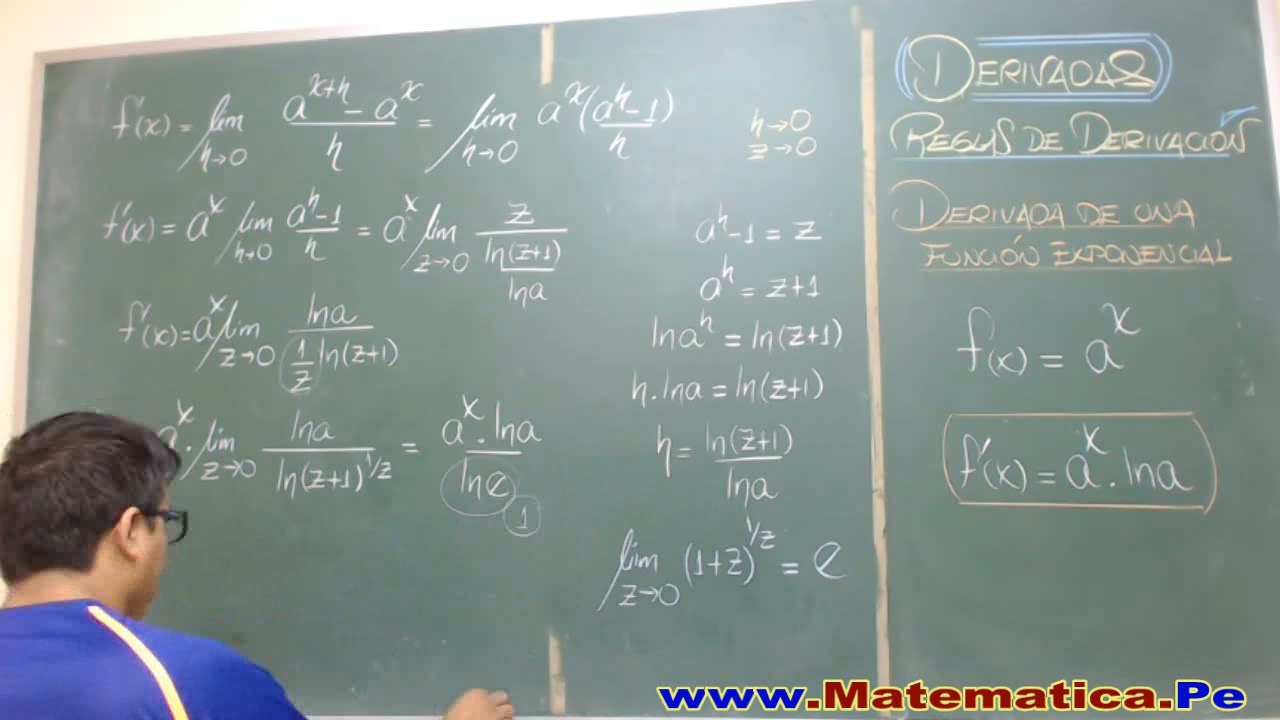 f'(x) = lim h→0 (a^(x+h) - a^x)/h = lim h→0 a^x(a^h-1)/h
f'(x) = a^x lim h→0 (a^h-1)/h = a^x lim z→0 z/(ln(z+1)/lna)
f'(x) = a^x lim z→0 lna/((1/z)ln(z+1))
a^x . lim z→0 lna/ln(z+1)^(1/z) = (a^x . lna)/lne
1
h→0
z→0
a^h-1 = z
a^h = z+1
lna^h = ln(z+1)
h.lna = ln(z+1)
h = ln(z+1)/lna
lim z→0 (1+z)^(1/z) = e
DERIVADAS
REGLAS DE DERIVACIÓN
DERIVADA DE UNA
FUNCIÓN EXPONENCIAL
f(x) = a^x
f'(x) = a^x . lna
www.Matematica.Pe